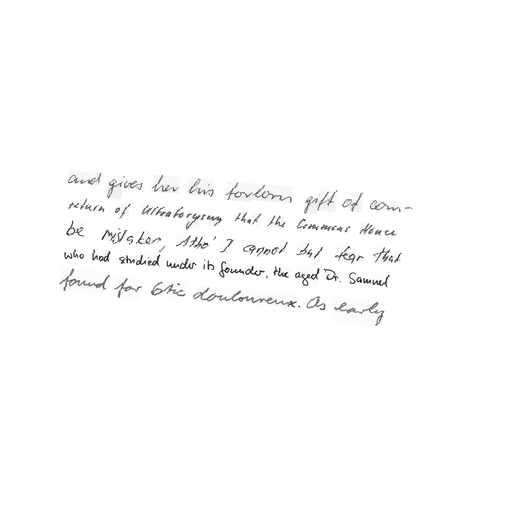 and gives her his forlorn gift of com-
return of Ultratorysum that the Commons House
be mistaken, Altho' I cannot but fear that
who had studied under its founder, the aged Dr. Samuel
found for tic douloureux. As early